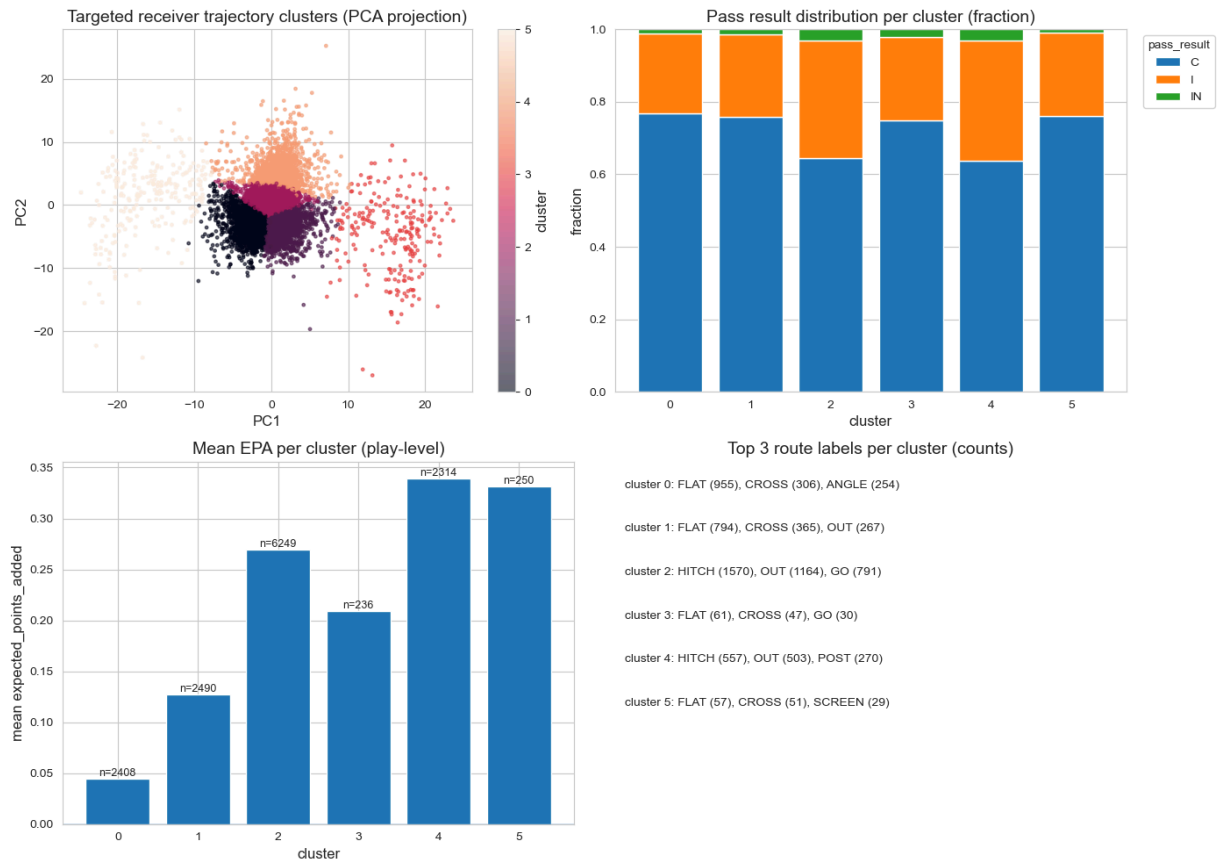 Targeted receiver trajectory clusters (PCA projection)
20
10
0
−10
−20
PC2
−20
−10
0
10
20
PC1
5
4
3
2
1
0
cluster
Pass result distribution per cluster (fraction)
1.0
0.8
0.6
0.4
0.2
0.0
fraction
0
1
2
3
4
5
cluster
pass_result
C
I
IN
Mean EPA per cluster (play-level)
0.35
0.30
0.25
0.20
0.15
0.10
0.05
0.00
mean expected_points_added
n=2408
n=2490
n=6249
n=236
n=2314
n=250
0
1
2
3
4
5
cluster
Top 3 route labels per cluster (counts)
cluster 0: FLAT (955), CROSS (306), ANGLE (254)
cluster 1: FLAT (794), CROSS (365), OUT (267)
cluster 2: HITCH (1570), OUT (1164), GO (791)
cluster 3: FLAT (61), CROSS (47), GO (30)
cluster 4: HITCH (557), OUT (503), POST (270)
cluster 5: FLAT (57), CROSS (51), SCREEN (29)